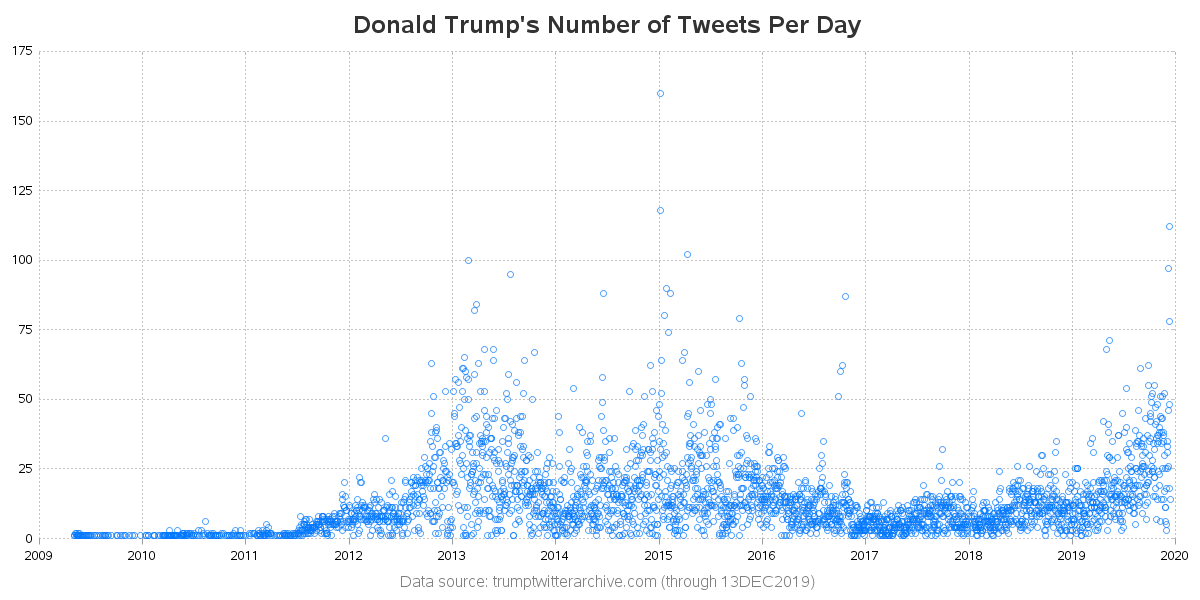 Donald Trump's Number of Tweets Per Day
175
150
125
100
75
50
25
0
2009 2010 2011 2012 2013 2014 2015 2016 2017 2018 2019 2020
Data source: trumptwitterarchive.com (through 13DEC2019)